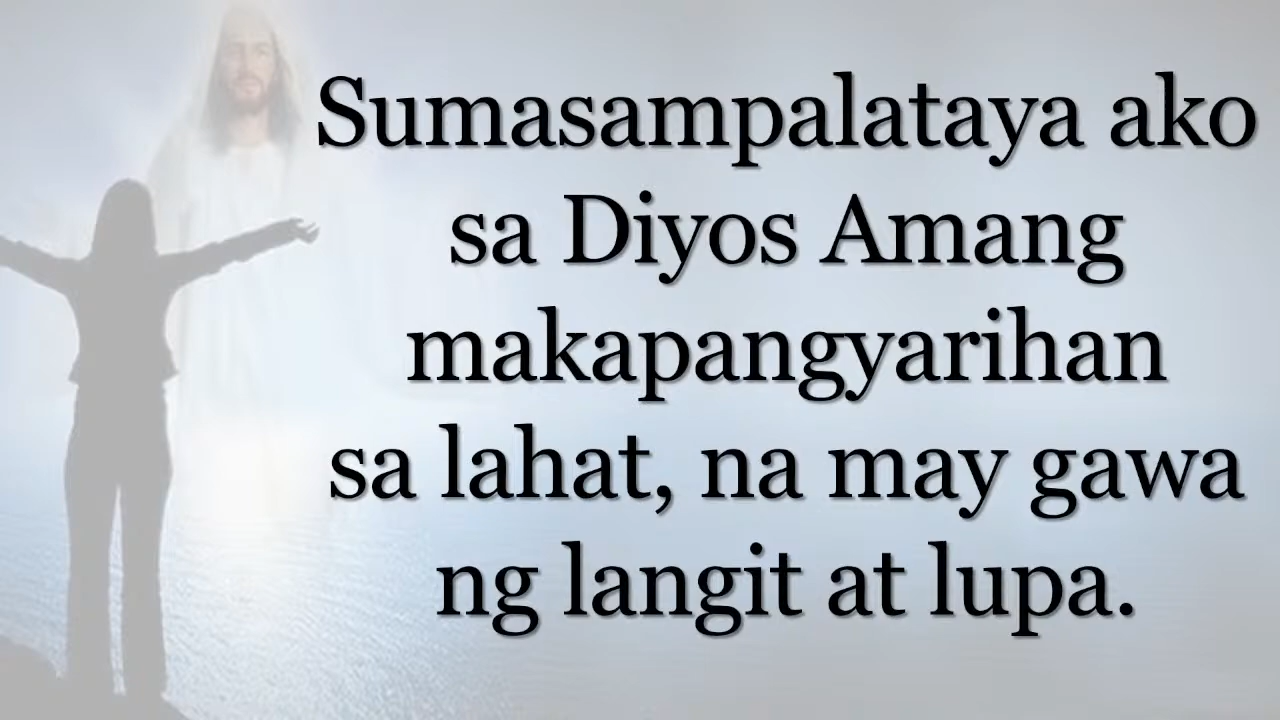 Sumasampalataya ako
sa Diyos Amang
makapangyarihan
sa lahat, na may gawa
ng langit at lupa.